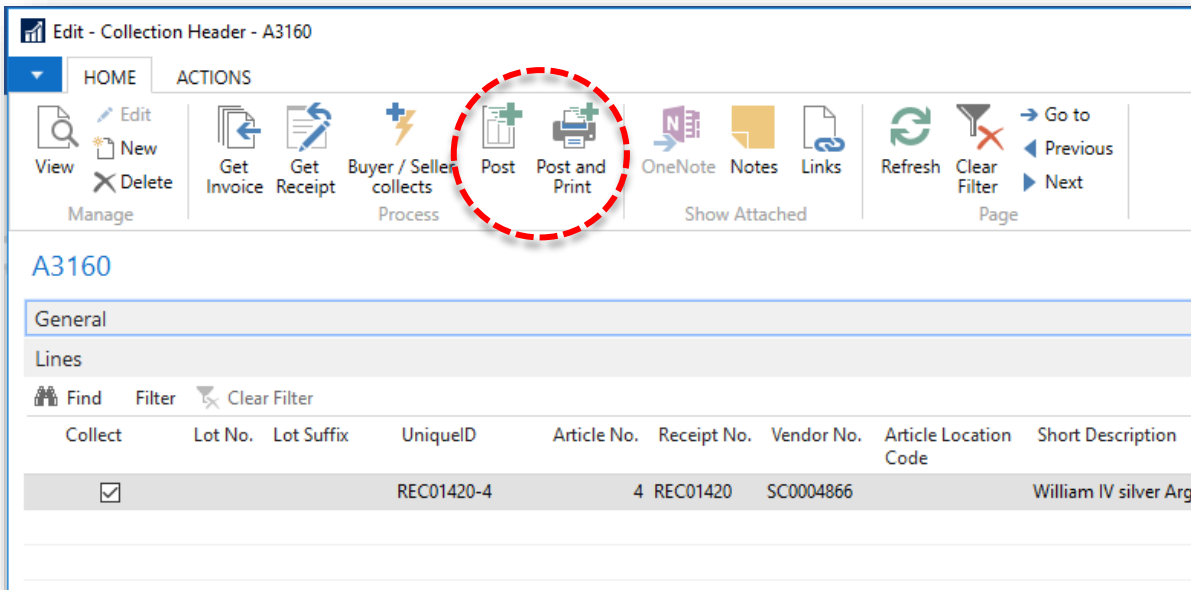 Edit - Collection Header - A3160
HOME ACTIONS
View
Edit
New
Delete
Manage
Get Invoice
Get Receipt
Buyer / Seller collects
Post
Post and Print
Process
OneNote
Notes
Links
Show Attached
Refresh
Clear Filter
Go to
Previous
Next
Page
A3160
General
Lines
Find Filter Clear Filter
Collect Lot No. Lot Suffix UniqueID Article No. Receipt No. Vendor No. Article Location Code Short Description
REC01420-4 4 REC01420 SC0004866 William IV silver Arg